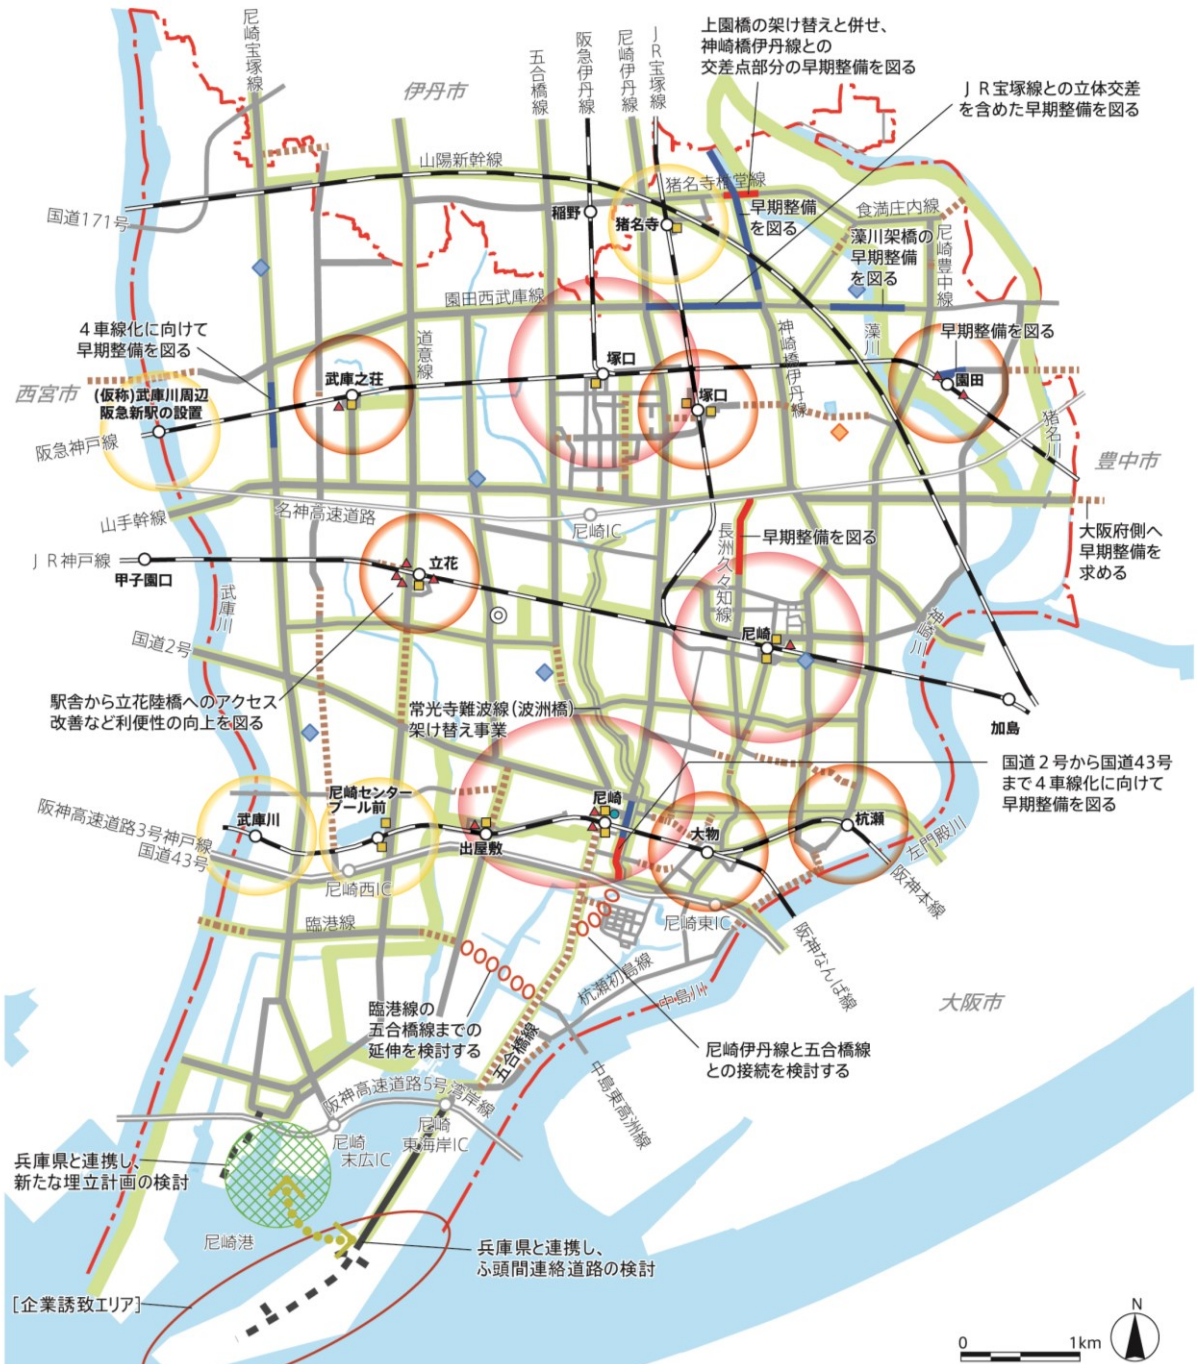 尼崎宝塚線
五合橋線
阪急伊丹線
尼崎伊丹線
ＪＲ宝塚線
上園橋の架け替えと併せ、
神崎橋伊丹線との
交差点部分の早期整備を図る
伊丹市
ＪＲ宝塚線との立体交差
を含めた早期整備を図る
山陽新幹線
猪名寺椎堂線
国道171号
稲野
猪名寺
早期整備
を図る
食満庄内線
藻川架橋の
早期整備
を図る
尼崎豊中線
園田西武庫線
４車線化に向けて
早期整備を図る
道意線
神崎橋伊丹線
藻川
早期整備を図る
塚口
武庫之荘
園田
西宮市
(仮称)武庫川周辺
阪急新駅の設置
塚口
猪名川
阪急神戸線
豊中市
山手幹線
名神高速道路
尼崎IC
長洲久々知線
早期整備を図る
大阪府側へ
早期整備を
求める
ＪＲ神戸線
甲子園口
立花
武庫川
神崎川
国道2号
尼崎
駅舎から立花陸橋へのアクセス
改善など利便性の向上を図る
常光寺難波線(波洲橋)
架け替え事業
加島
国道２号から国道43号
まで４車線化に向けて
早期整備を図る
尼崎センター
プール前
尼崎
武庫川
杭瀬
大物
出屋敷
阪神高速道路3号神戸線
国道43号
左門殿川
阪神本線
尼崎西IC
臨港線
尼崎東IC
阪神なんば線
杭瀬初島線
中島川
大阪市
臨港線の
五合橋線までの
延伸を検討する
五合橋線
尼崎伊丹線と五合橋線
との接続を検討する
中島東高洲線
阪神高速道路5号湾岸線
尼崎
末広IC
尼崎
東海岸IC
兵庫県と連携し、
新たな埋立計画の検討
尼崎港
兵庫県と連携し、
ふ頭間連絡道路の検討
[企業誘致エリア]
N
0 1km